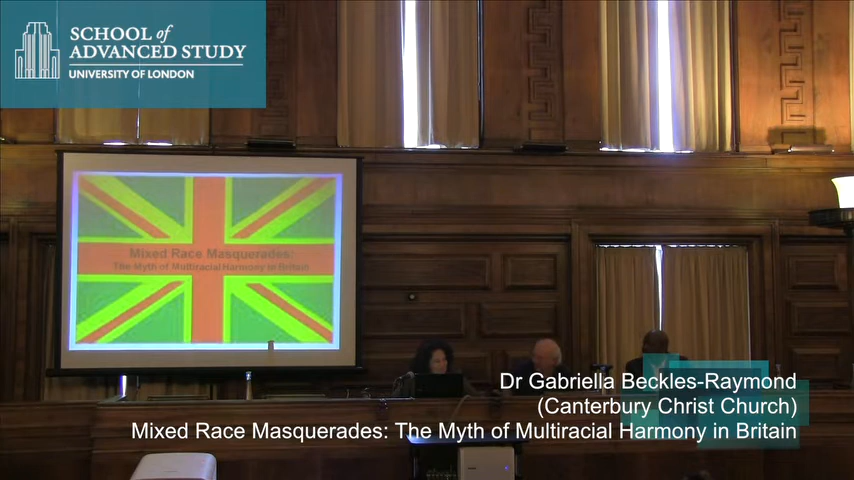 SCHOOL of
ADVANCED STUDY
UNIVERSITY OF LONDON
Mixed Race Masquerades:
The Myth of Multiracial Harmony in Britain
Dr Gabriella Beckles-Raymond
(Canterbury Christ Church)
Mixed Race Masquerades: The Myth of Multiracial Harmony in Britain